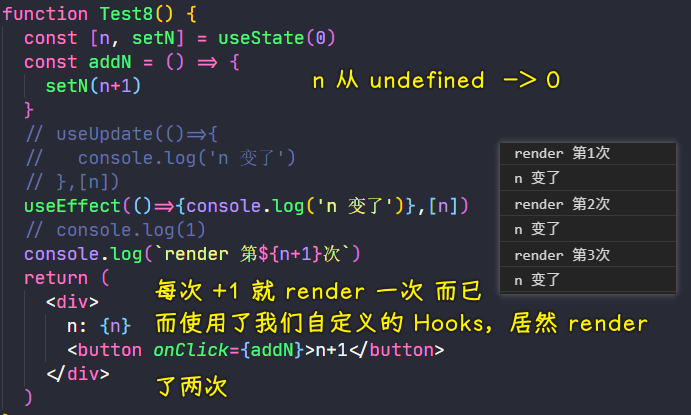 function Test8() {
const [n, setN] = useState(0)
const addN = () => {
n 从 undefined -> 0
setN(n+1)
}
// useUpdate(()=>{
//   console.log('n 变了')
// },[n])
useEffect(()=>{console.log('n 变了')},[n])
// console.log(1)
console.log(`render 第${n+1}次`)
return (
<div>
n: {n}
<button onClick={addN}>n+1</button>
</div>
)
render 第1次
n 变了
render 第2次
n 变了
render 第3次
n 变了
每次 +1 就 render 一次 而已
而使用了我们自定义的 Hooks，居然 render
了两次